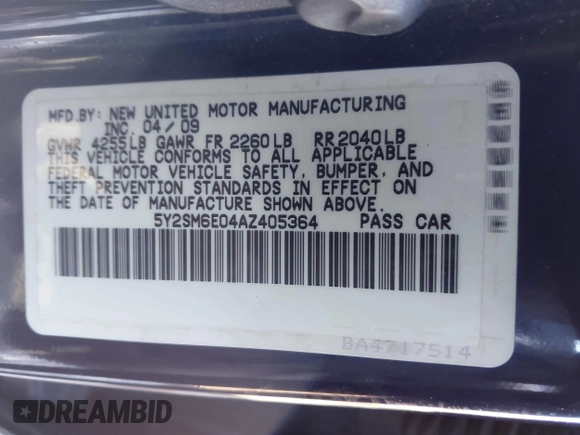 MFD.BY: NEW UNITED MOTOR MANUFACTURING
INC. 04/09
GVWR 4255LB GAWR FR 2260LB RR2040LB
THIS VEHICLE CONFORMS TO ALL APPLICABLE
FEDERAL MOTOR VEHICLE SAFETY, BUMPER, AND
THEFT PREVENTION STANDARDS IN EFFECT ON
THE DATE OF MANUFACTURE SHOWN ABOVE.
5Y2SM6E04AZ405364 PASS CAR
BA4717514
DREAMBID